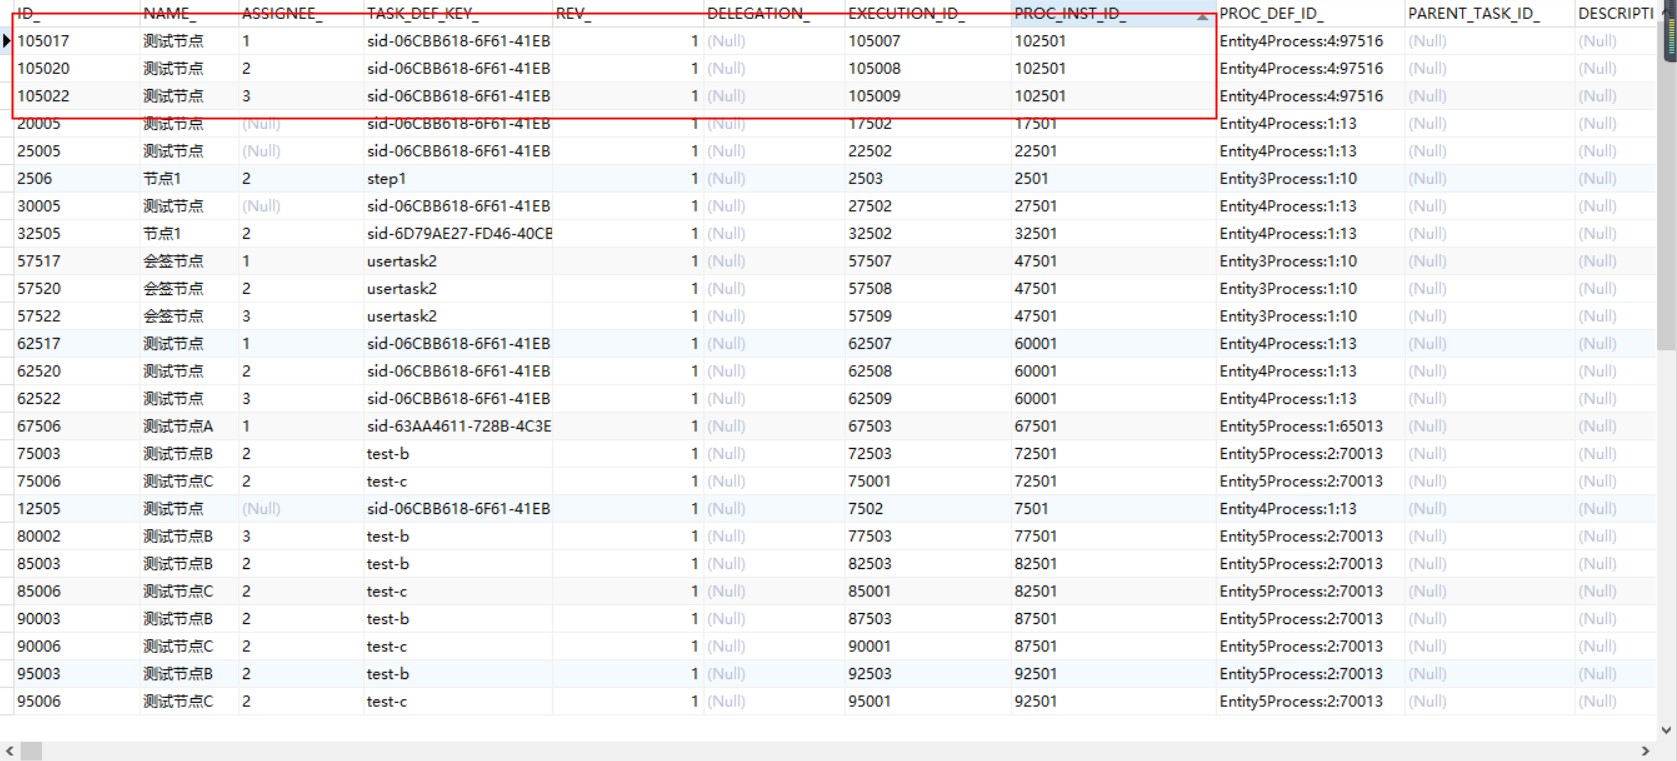 ID_ NAME_ ASSIGNEE_ TASK_DEF_KEY_ REV_ DELEGATION_ EXECUTION_ID_ PROC_INST_ID_ PROC_DEF_ID_ PARENT_TASK_ID_ DESCRIPTI
105017 测试节点 1 sid-06CBB618-6F61-41EB 1 (Null) 105007 102501 Entity4Process:4:97516 (Null) (Null)
105020 测试节点 2 sid-06CBB618-6F61-41EB 1 (Null) 105008 102501 Entity4Process:4:97516 (Null) (Null)
105022 测试节点 3 sid-06CBB618-6F61-41EB 1 (Null) 105009 102501 Entity4Process:4:97516 (Null) (Null)
20005 测试节点 (Null) sid-06CBB618-6F61-41EB 1 (Null) 17502 17501 Entity4Process:1:13 (Null) (Null)
25005 测试节点 (Null) sid-06CBB618-6F61-41EB 1 (Null) 22502 22501 Entity4Process:1:13 (Null) (Null)
2506 节点1 2 step1 1 (Null) 2503 2501 Entity3Process:1:10 (Null) (Null)
30005 测试节点 (Null) sid-06CBB618-6F61-41EB 1 (Null) 27502 27501 Entity4Process:1:13 (Null) (Null)
32505 节点1 2 sid-6D79AE27-FD46-40CB 1 (Null) 32502 32501 Entity4Process:1:13 (Null) (Null)
57517 会签节点 1 usertask2 1 (Null) 57507 47501 Entity3Process:1:10 (Null) (Null)
57520 会签节点 2 usertask2 1 (Null) 57508 47501 Entity3Process:1:10 (Null) (Null)
57522 会签节点 3 usertask2 1 (Null) 57509 47501 Entity3Process:1:10 (Null) (Null)
62517 测试节点 1 sid-06CBB618-6F61-41EB 1 (Null) 62507 60001 Entity4Process:1:13 (Null) (Null)
62520 测试节点 2 sid-06CBB618-6F61-41EB 1 (Null) 62508 60001 Entity4Process:1:13 (Null) (Null)
62522 测试节点 3 sid-06CBB618-6F61-41EB 1 (Null) 62509 60001 Entity4Process:1:13 (Null) (Null)
67506 测试节点A 1 sid-63AA4611-728B-4C3E 1 (Null) 67503 67501 Entity5Process:1:65013 (Null) (Null)
75003 测试节点B 2 test-b 1 (Null) 72503 72501 Entity5Process:2:70013 (Null) (Null)
75006 测试节点C 2 test-c 1 (Null) 75001 72501 Entity5Process:2:70013 (Null) (Null)
12505 测试节点 (Null) sid-06CBB618-6F61-41EB 1 (Null) 7502 7501 Entity4Process:1:13 (Null) (Null)
80002 测试节点B 3 test-b 1 (Null) 77503 77501 Entity5Process:2:70013 (Null) (Null)
85003 测试节点B 2 test-b 1 (Null) 82503 82501 Entity5Process:2:70013 (Null) (Null)
85006 测试节点C 2 test-c 1 (Null) 85001 82501 Entity5Process:2:70013 (Null) (Null)
90003 测试节点B 2 test-b 1 (Null) 87503 87501 Entity5Process:2:70013 (Null) (Null)
90006 测试节点C 2 test-c 1 (Null) 90001 87501 Entity5Process:2:70013 (Null) (Null)
95003 测试节点B 2 test-b 1 (Null) 92503 92501 Entity5Process:2:70013 (Null) (Null)
95006 测试节点C 2 test-c 1 (Null) 95001 92501 Entity5Process:2:70013 (Null) (Null)